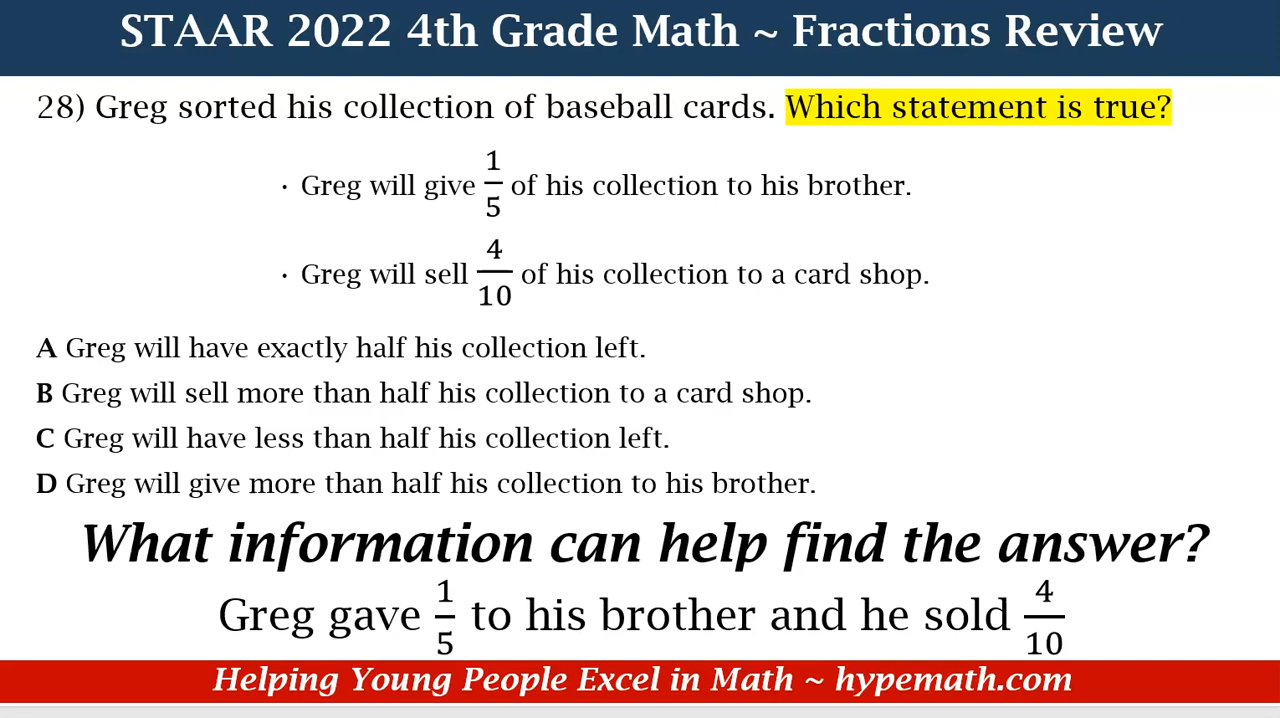 STAAR 2022 4th Grade Math ~ Fractions Review
28) Greg sorted his collection of baseball cards. Which statement is true?
· Greg will give 1/5 of his collection to his brother.
· Greg will sell 4/10 of his collection to a card shop.
A Greg will have exactly half his collection left.
B Greg will sell more than half his collection to a card shop.
C Greg will have less than half his collection left.
D Greg will give more than half his collection to his brother.
What information can help find the answer?
Greg gave 1/5 to his brother and he sold 4/10
Helping Young People Excel in Math ~ hypemath.com